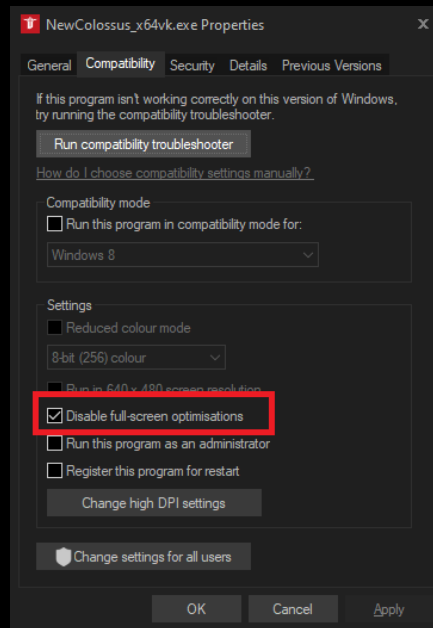 NewColossus_x64vk.exe Properties
General Compatibility Security Details Previous Versions
If this program isn't working correctly on this version of Windows,
try running the compatibility troubleshooter.
Run compatibility troubleshooter
How do I choose compatibility settings manually?
Compatibility mode
Run this program in compatibility mode for:
Windows 8
Settings
Reduced colour mode
8-bit (256) colour
Run in 640 x 480 screen resolution
Disable full-screen optimisations
Run this program as an administrator
Register this program for restart
Change high DPI settings
Change settings for all users
OK Cancel Apply